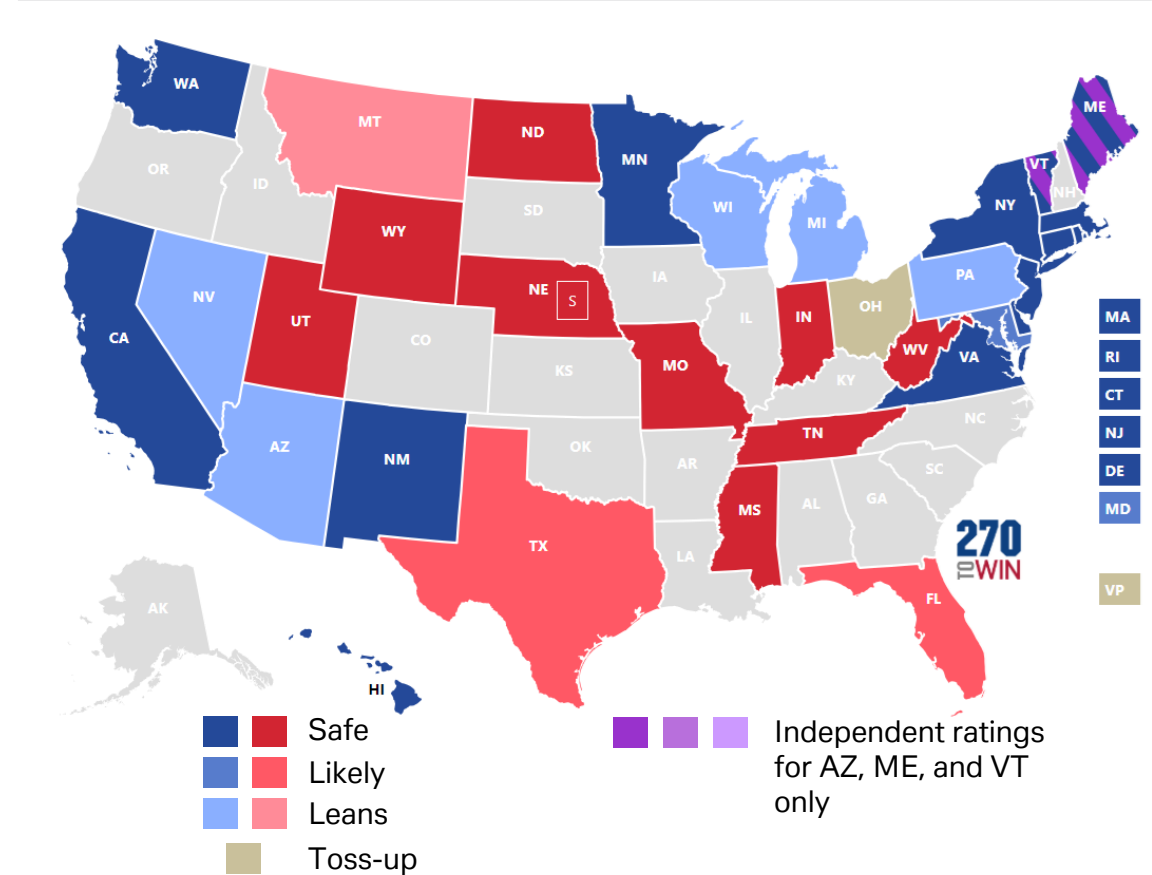 WA
ME
MT
ND
MN
VT
OR
ID
NH
SD
WI
NY
MI
WY
IA
PA
NE
S
NV
OH
IL
IN
UT
MA
CA
CO
WV
VA
RI
MO
KS
KY
CT
NC
TN
NJ
AZ
OK
NM
AR
SC
DE
GA
MS
AL
MD
270
TO
WIN
TX
LA
VP
FL
AK
HI
Safe
Likely
Leans
Toss-up
Independent ratings
for AZ, ME, and VT
only